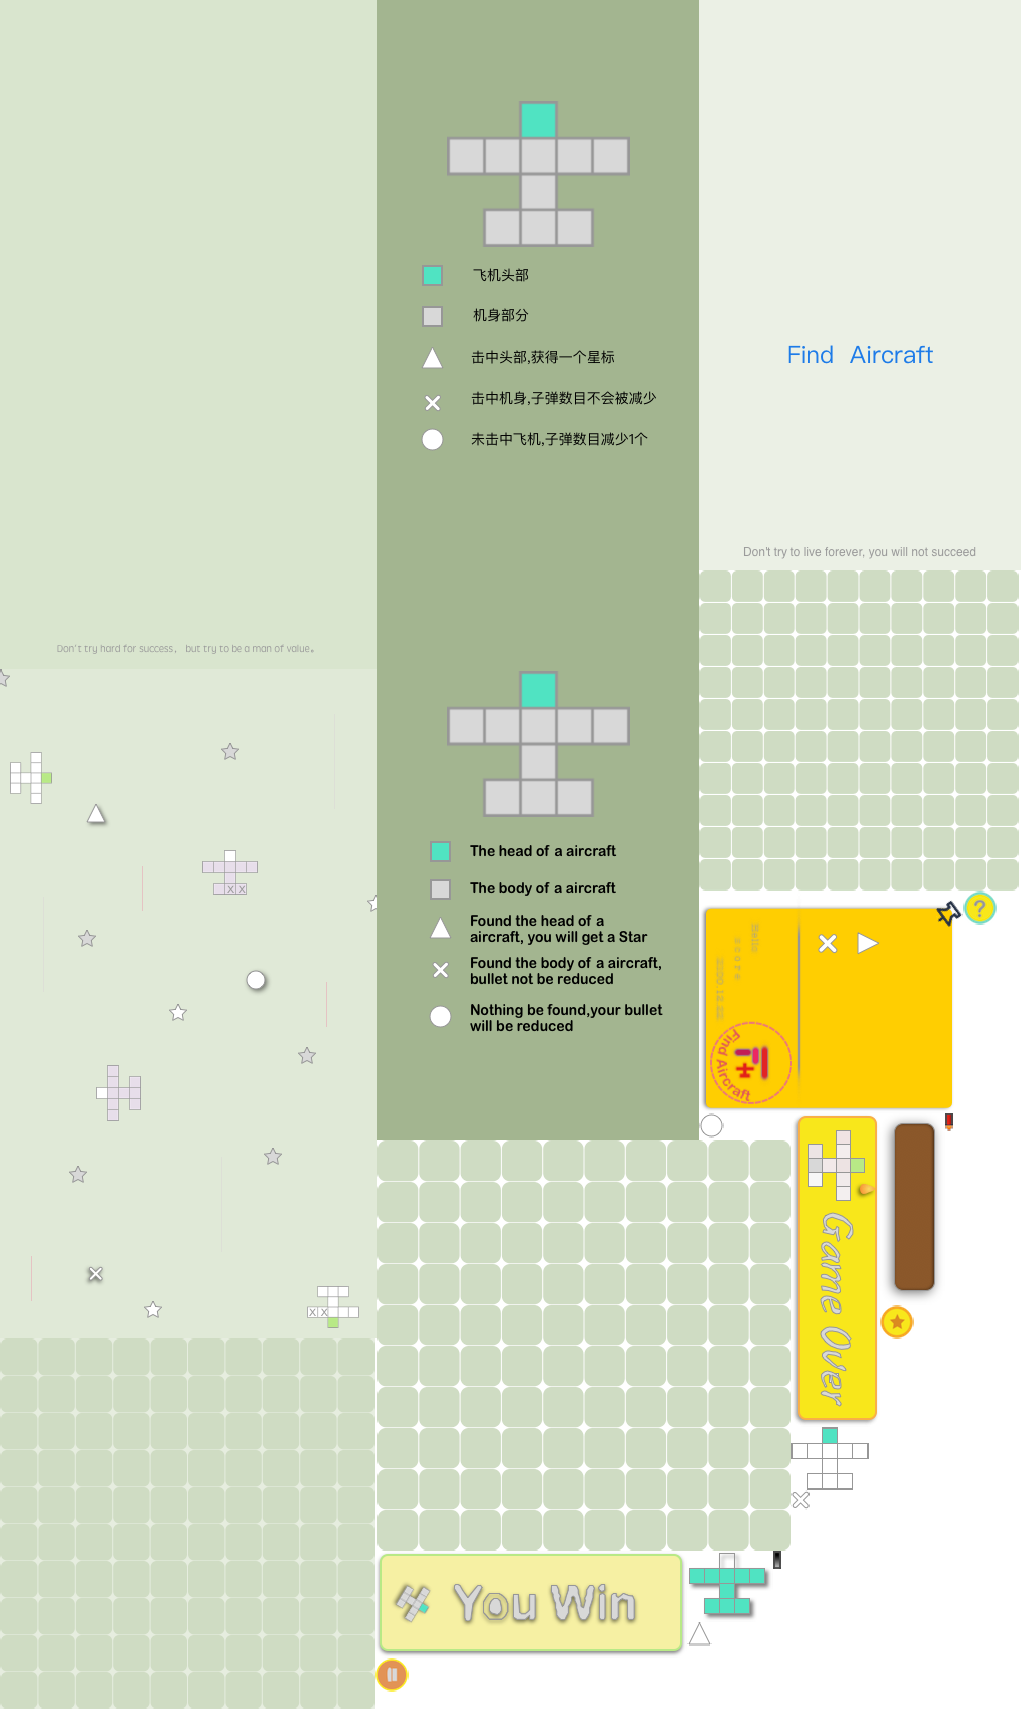 Don't try hard for success, but try to be a man of value。
飞机头部
机身部分
击中头部,获得一个星标
击中机身,子弹数目不会被减少
未击中飞机,子弹数目减少1个
The head of a aircraft
The body of a aircraft
Found the head of a
aircraft, you will get a Star
Found the body of a aircraft,
bullet not be reduced
Nothing be found,your bullet
will be reduced
Find Aircraft
Don't try to live forever, you will not succeed
?
Hello
score
Find Aircraft
Game Over
You Win
X X
X X